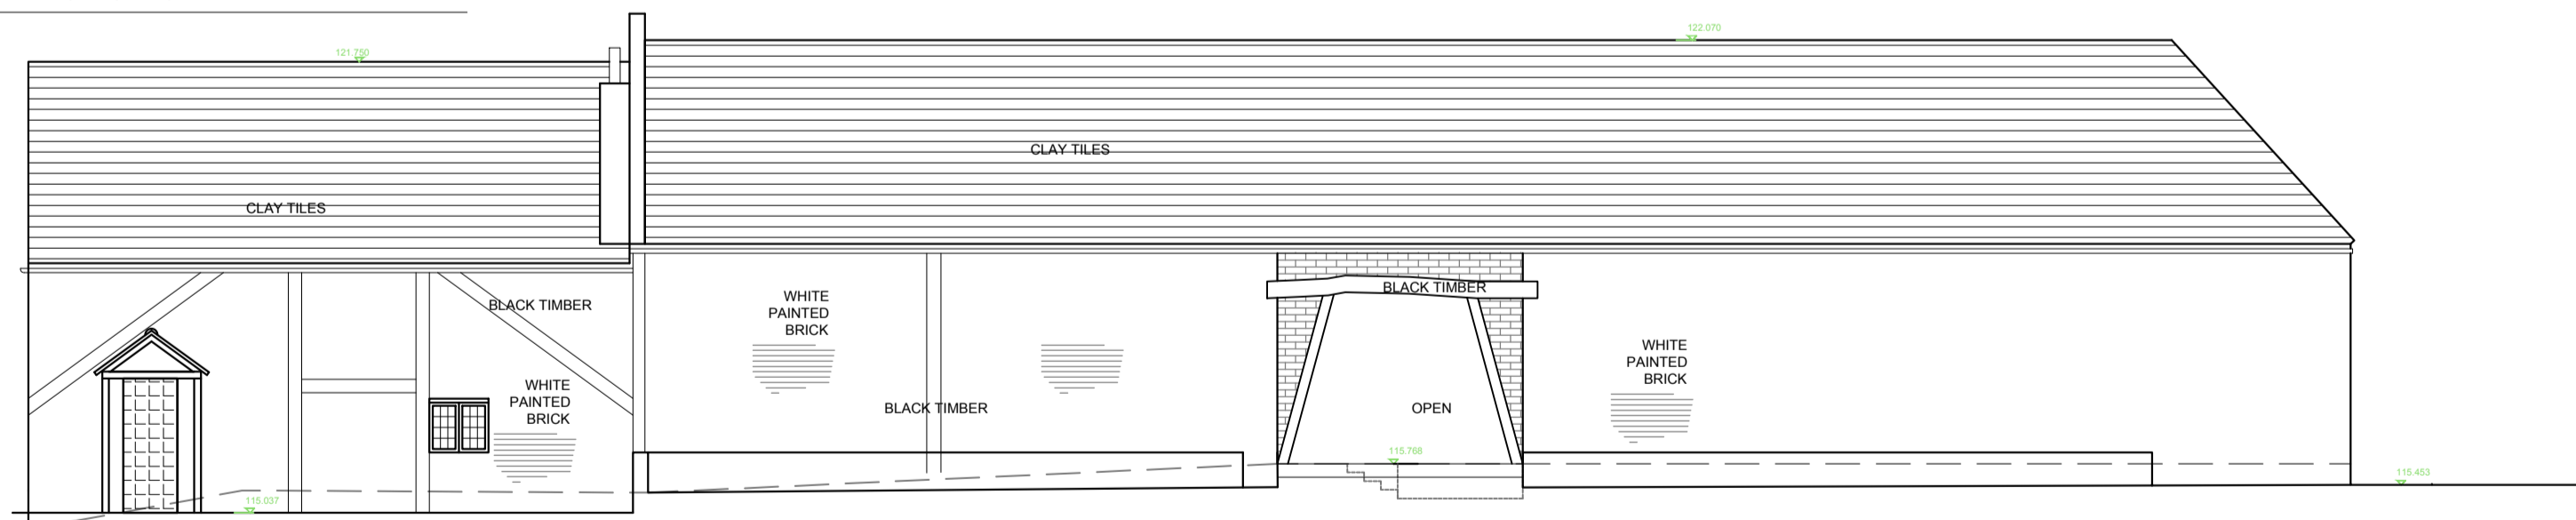 122.070
121.750
CLAY TILES
CLAY TILES
BLACK TIMBER
WHITE
PAINTED
BRICK
BLACK TIMBER
WHITE
PAINTED
BRICK
WHITE
PAINTED
BRICK
BLACK TIMBER
OPEN
115.768
115.453
115.037